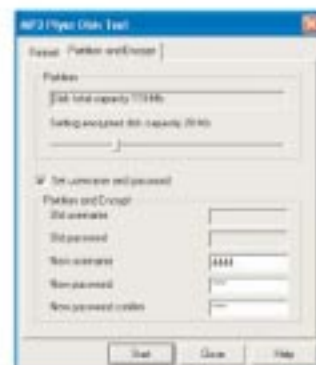 MP3 Player Disk Tool
Format Partition and Encrypt
Partition
Disk total capacity
Setting encrypted disk capacity
Set username and password
Partition and Encrypt
Old username
Old password
New username
New password
New password confirm
Start Close Help